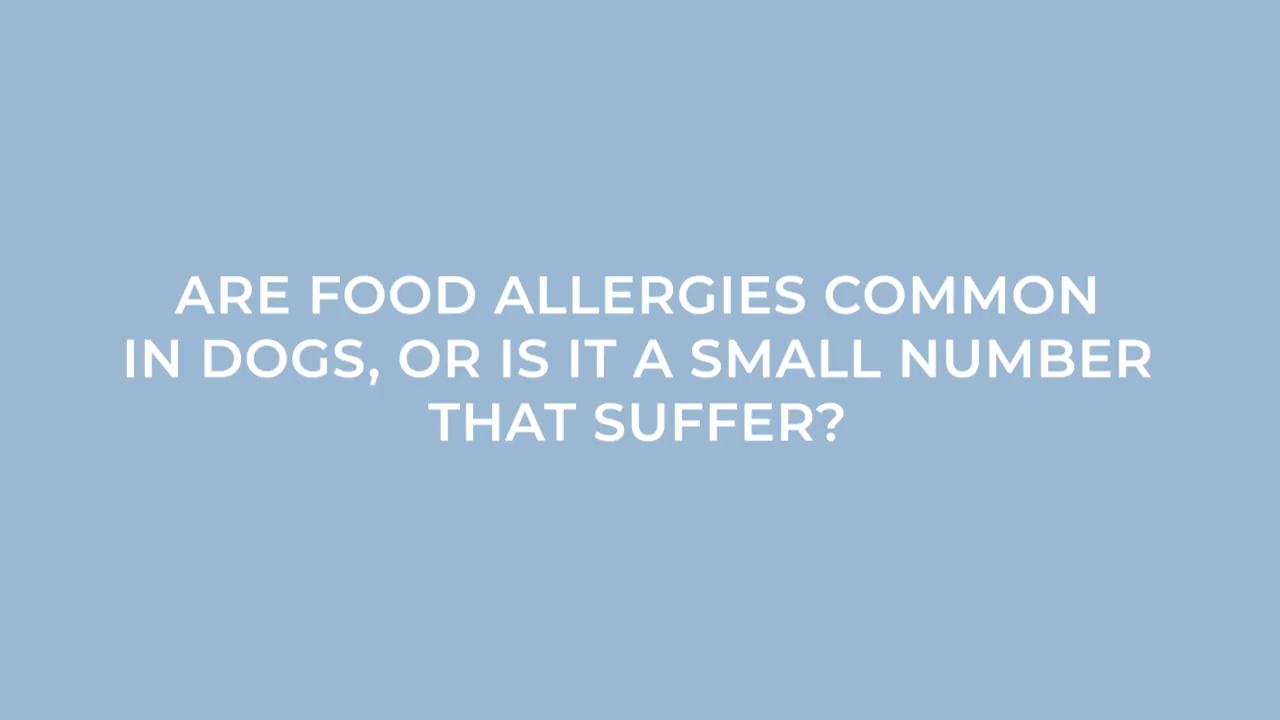 ARE FOOD ALLERGIES COMMON
IN DOGS, OR IS IT A SMALL NUMBER
THAT SUFFER?